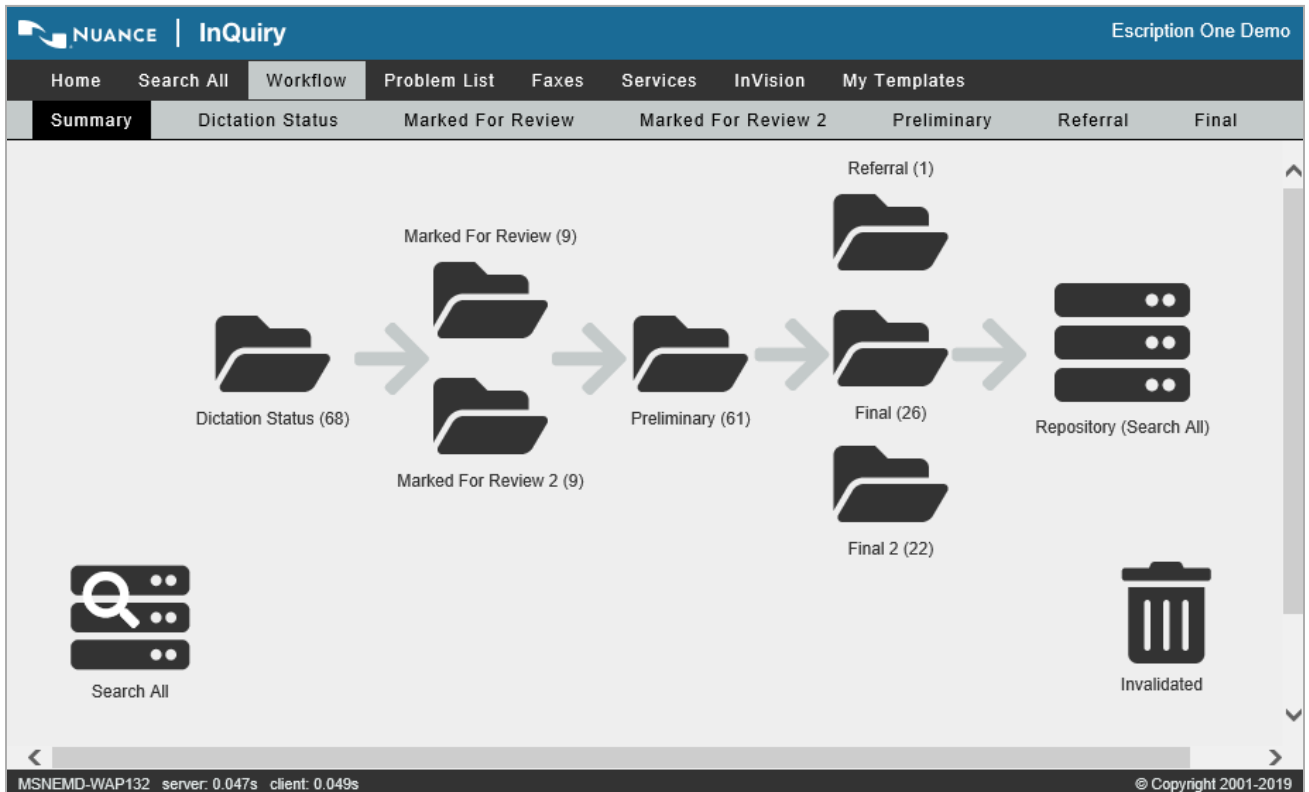 NUANCE | InQuiry Escription One Demo
Home Search All Workflow Problem List Faxes Services InVision My Templates
Summary Dictation Status Marked For Review Marked For Review 2 Preliminary Referral Final
Referral (1)
Marked For Review (9)
Dictation Status (68)
Preliminary (61)
Final (26)
Repository (Search All)
Marked For Review 2 (9)
Final 2 (22)
Search All
Invalidated
MSNEMD-WAP132 server: 0.047s client: 0.049s © Copyright 2001-2019